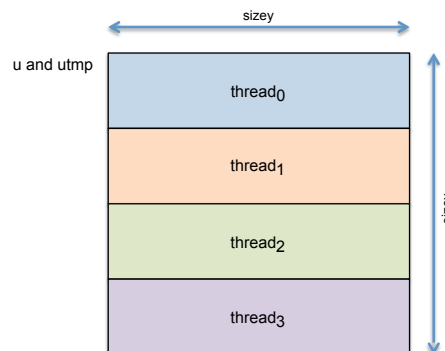 sizey
u and utmp
thread0
thread1
thread2
thread3